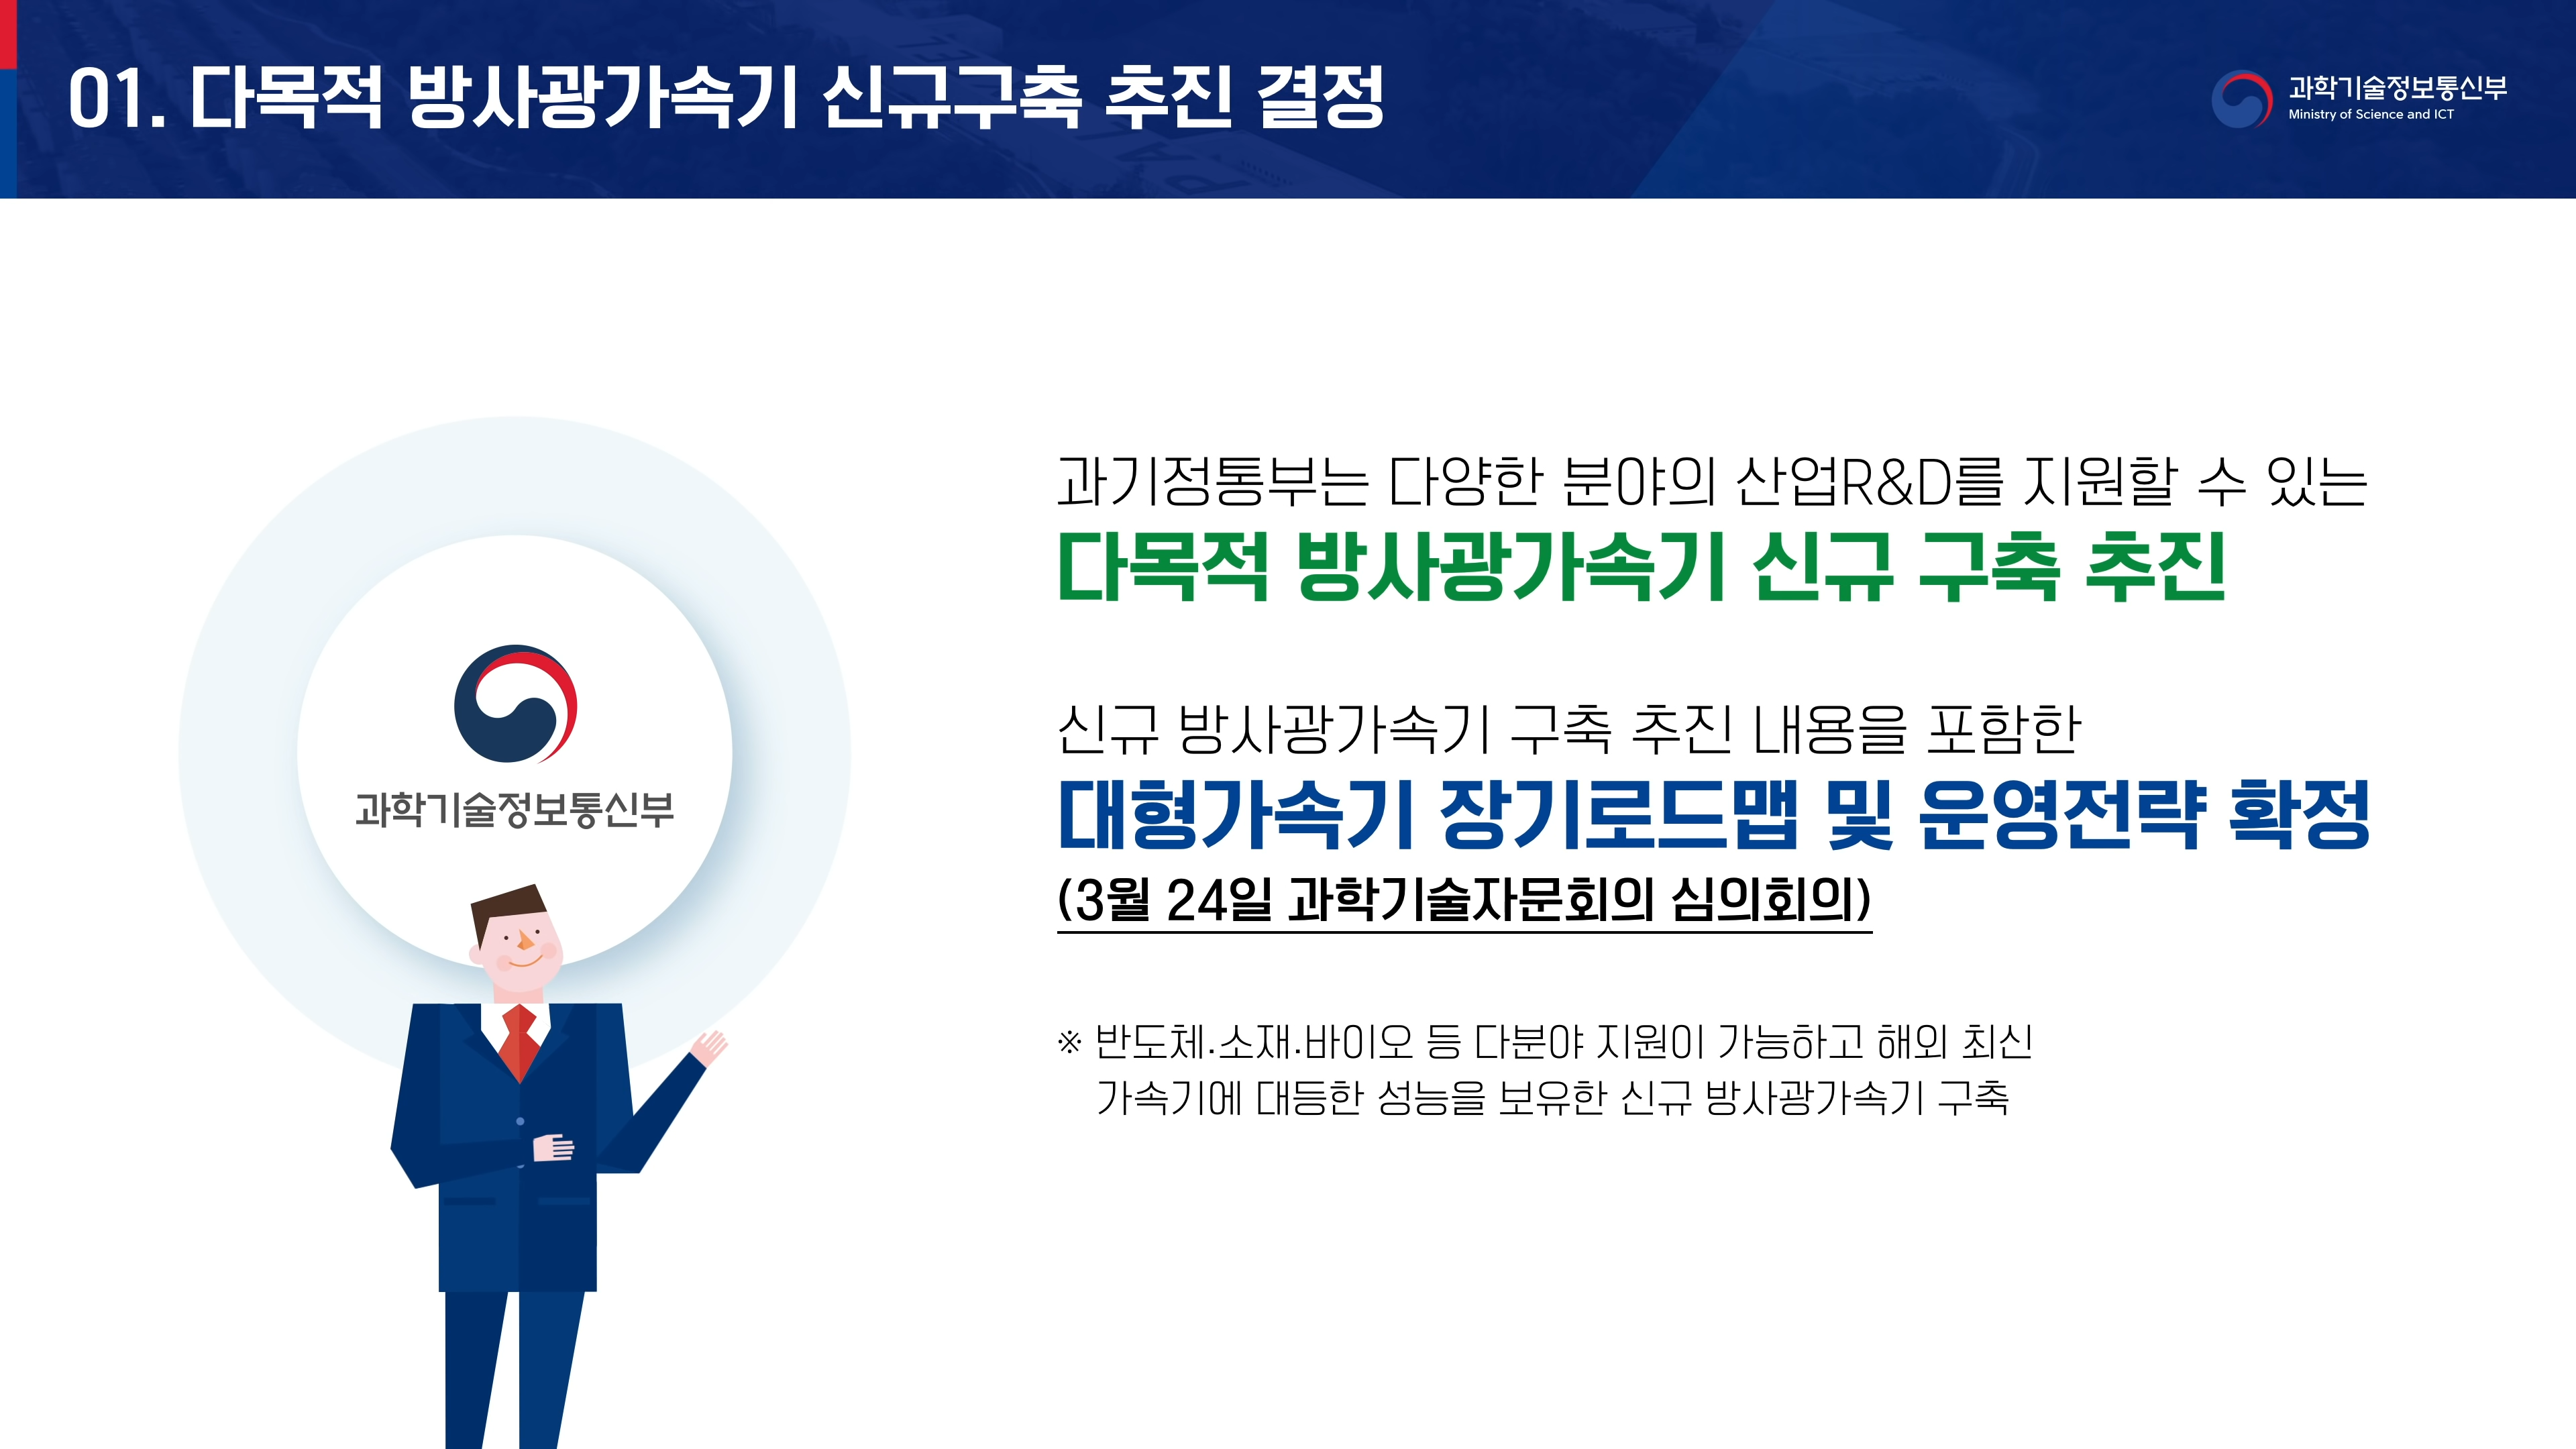 01. 다목적 방사광가속기 신규구축 추진 결정
과학기술정보통신부
Ministry of Science and ICT
과학기술정보통신부
과기정통부는 다양한 분야의 산업R&D를 지원할 수 있는
다목적 방사광가속기 신규 구축 추진
신규 방사광가속기 구축 추진 내용을 포함한
대형가속기 장기로드맵 및 운영전략 확정
(3월 24일 과학기술자문회의 심의회의)
※ 반도체.소재.바이오 등 다분야 지원이 가능하고 해외 최신
가속기에 대등한 성능을 보유한 신규 방사광가속기 구축